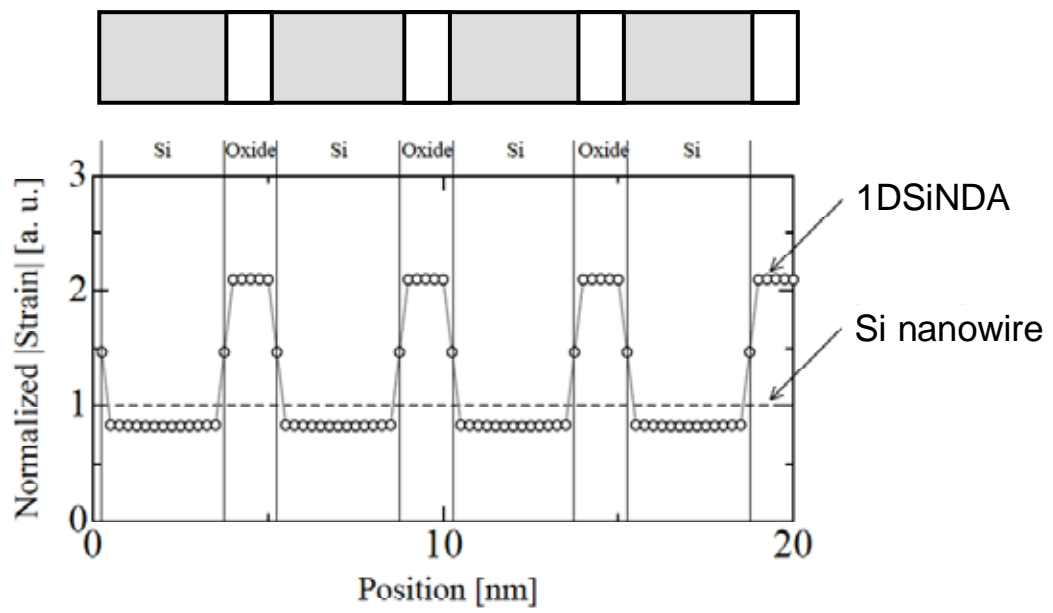 Si Oxide Si Oxide Si Oxide Si
3
2
1
0
0 10 20
Normalized |Strain| [a. u.]
Position [nm]
1DSiNDA
Si nanowire